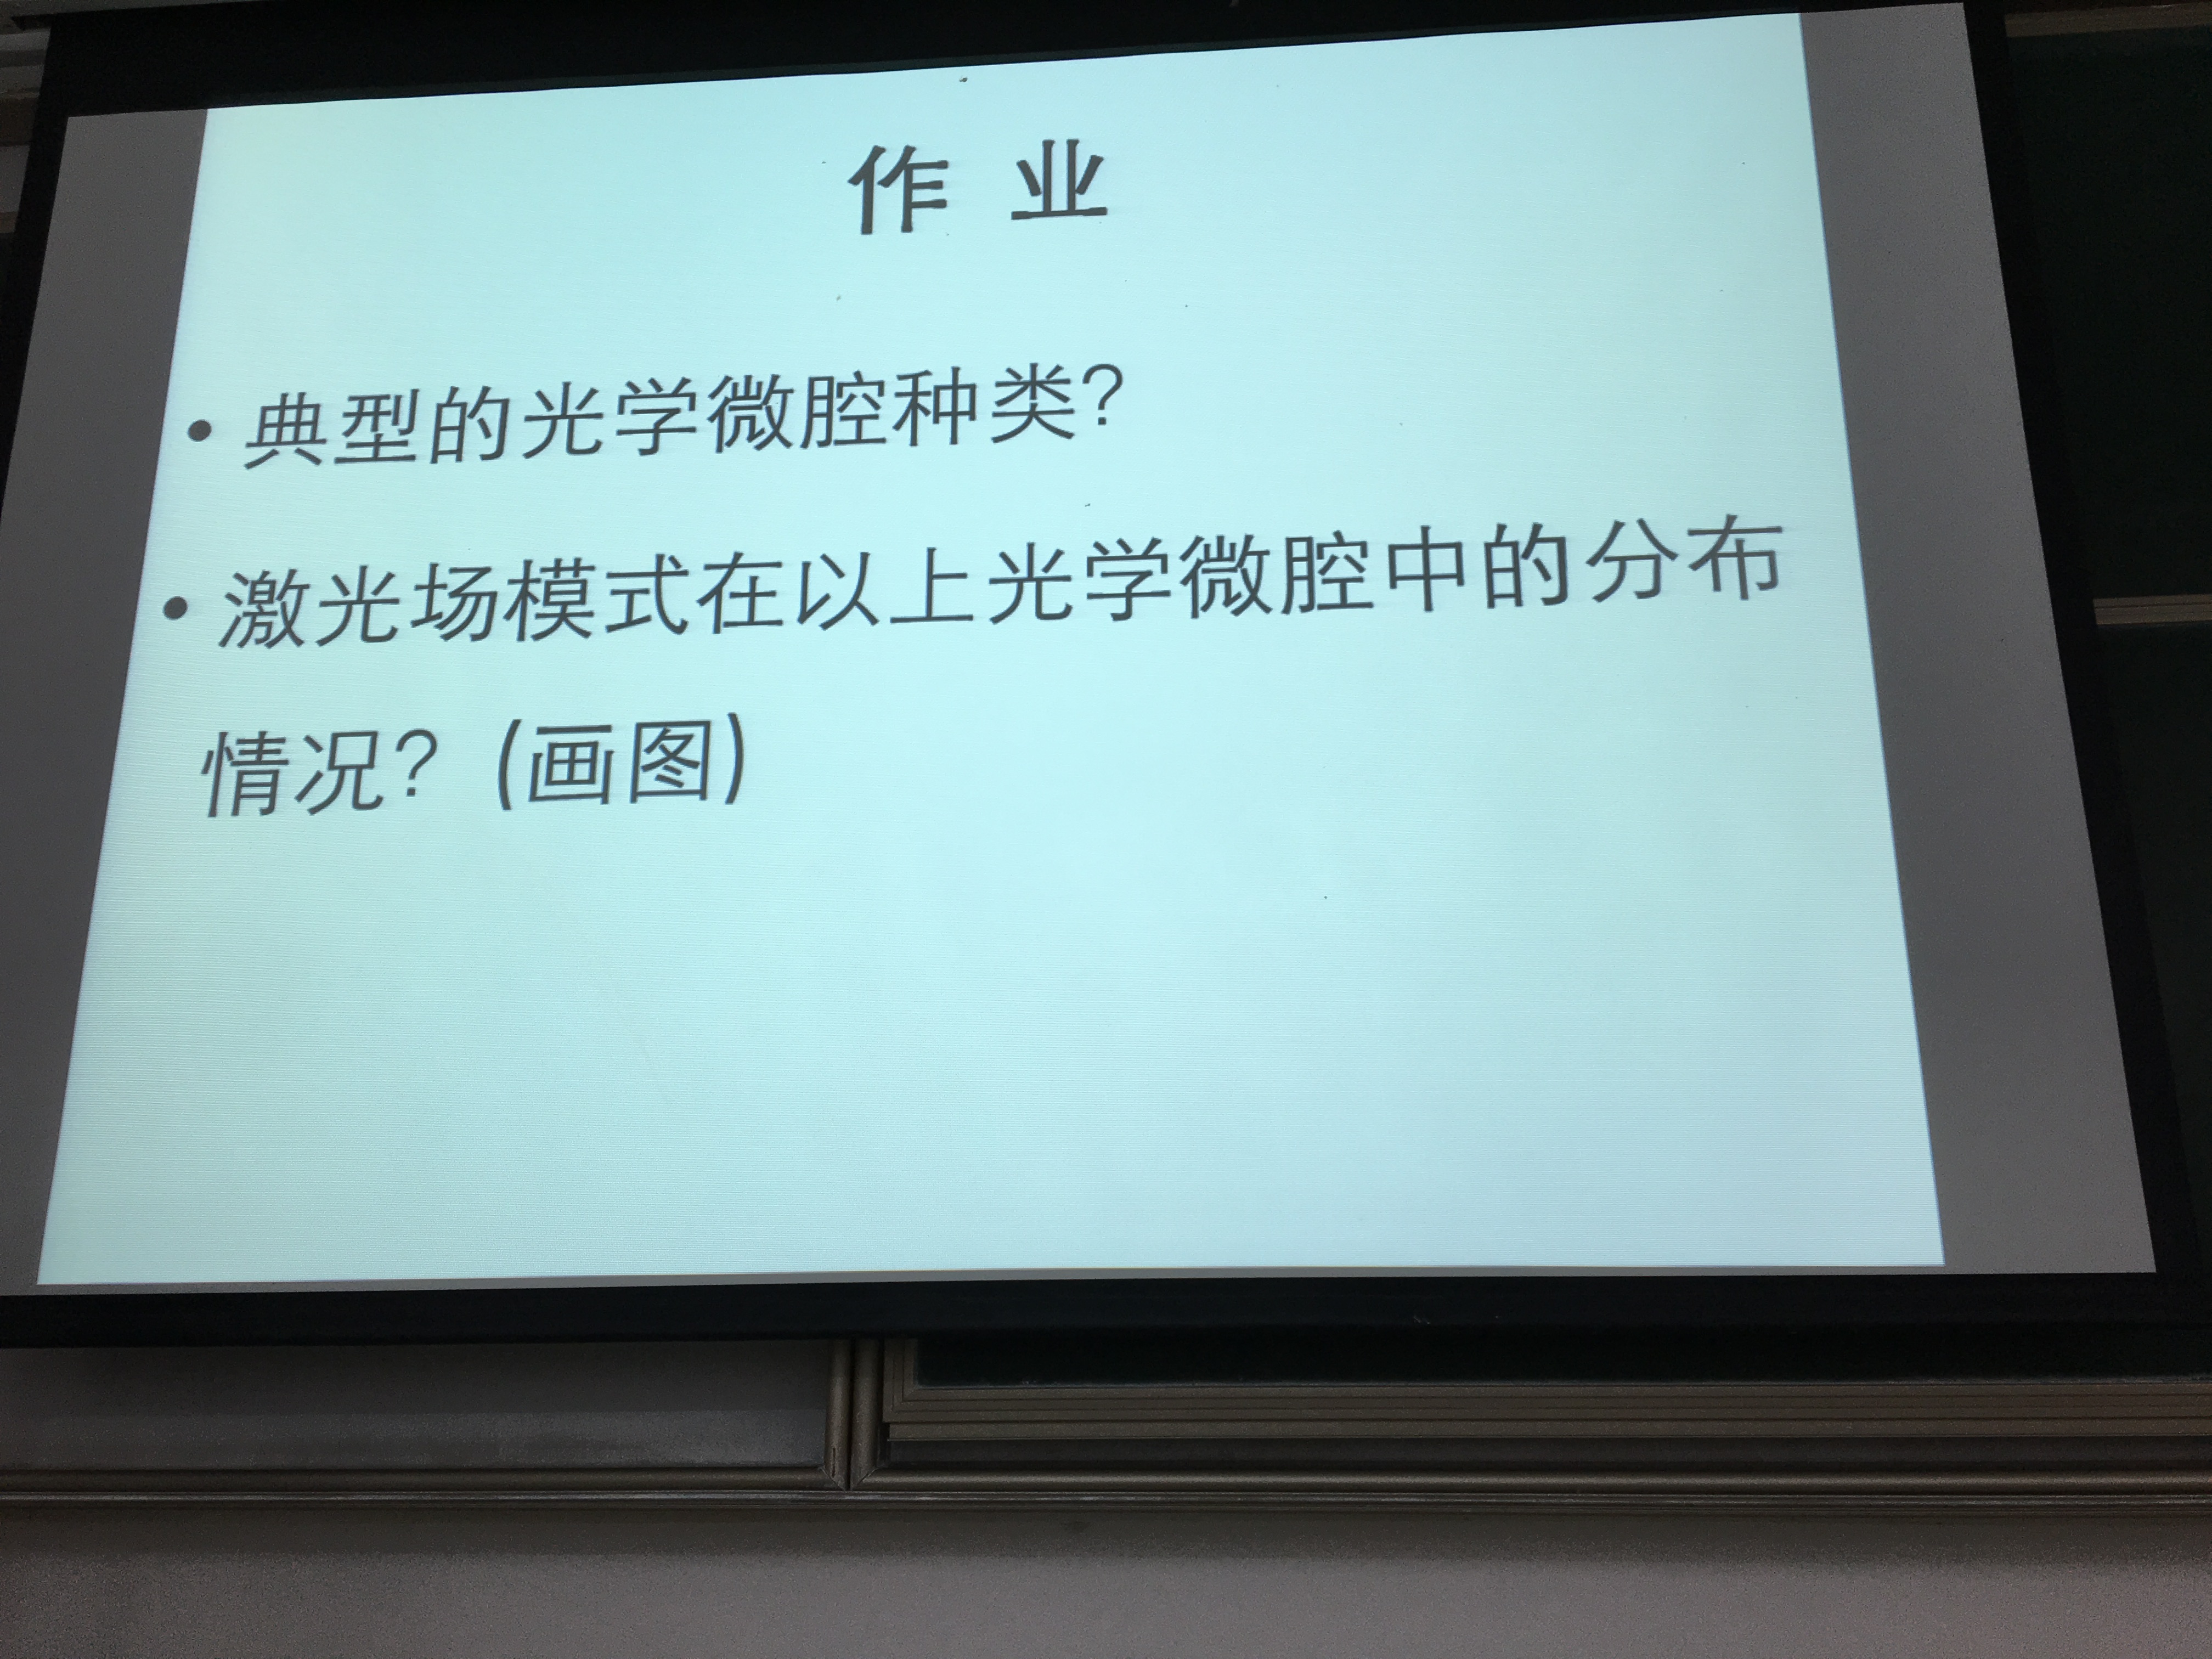 作 业
• 典型的光学微腔种类？
• 激光场模式在以上光学微腔中的分布
情况？(画图)